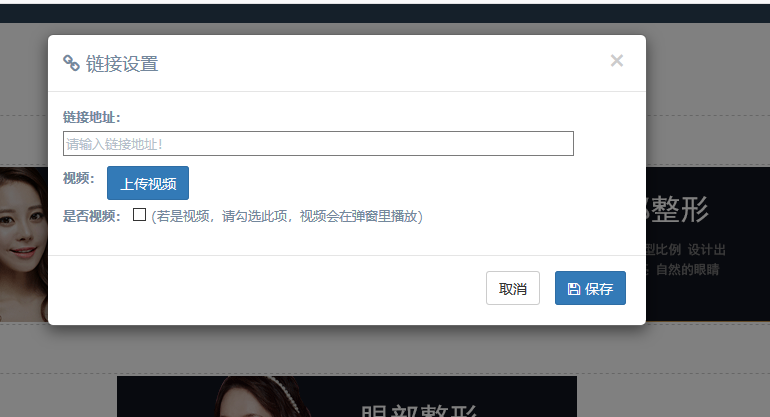 链接设置
×
链接地址：
请输入链接地址！
视频： 上传视频
是否视频： (若是视频，请勾选此项，视频会在弹窗里播放)
取消 保存
整形
型比例 设计出
自然的眼睛
眼部整形